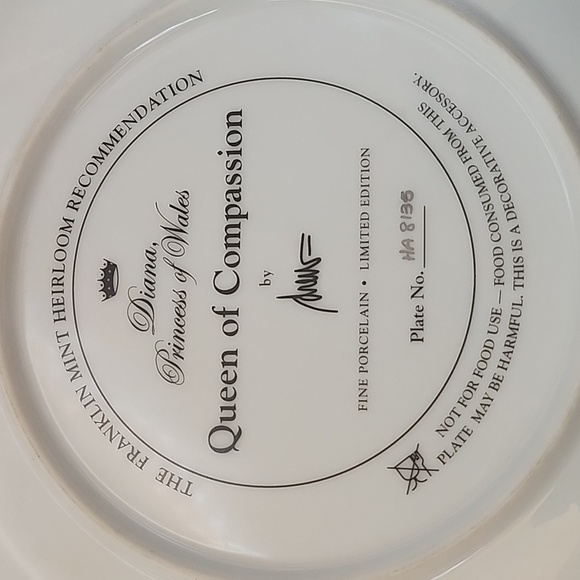 THE FRANKLIN MINT HEIRLOOM RECOMMENDATION
Diana,
Princess of Wales
Queen of Compassion
by
FINE PORCELAIN • LIMITED EDITION
Plate No. HA 8136
NOT FOR FOOD USE — FOOD CONSUMED FROM THIS
PLATE MAY BE HARMFUL. THIS IS A DECORATIVE ACCESSORY.